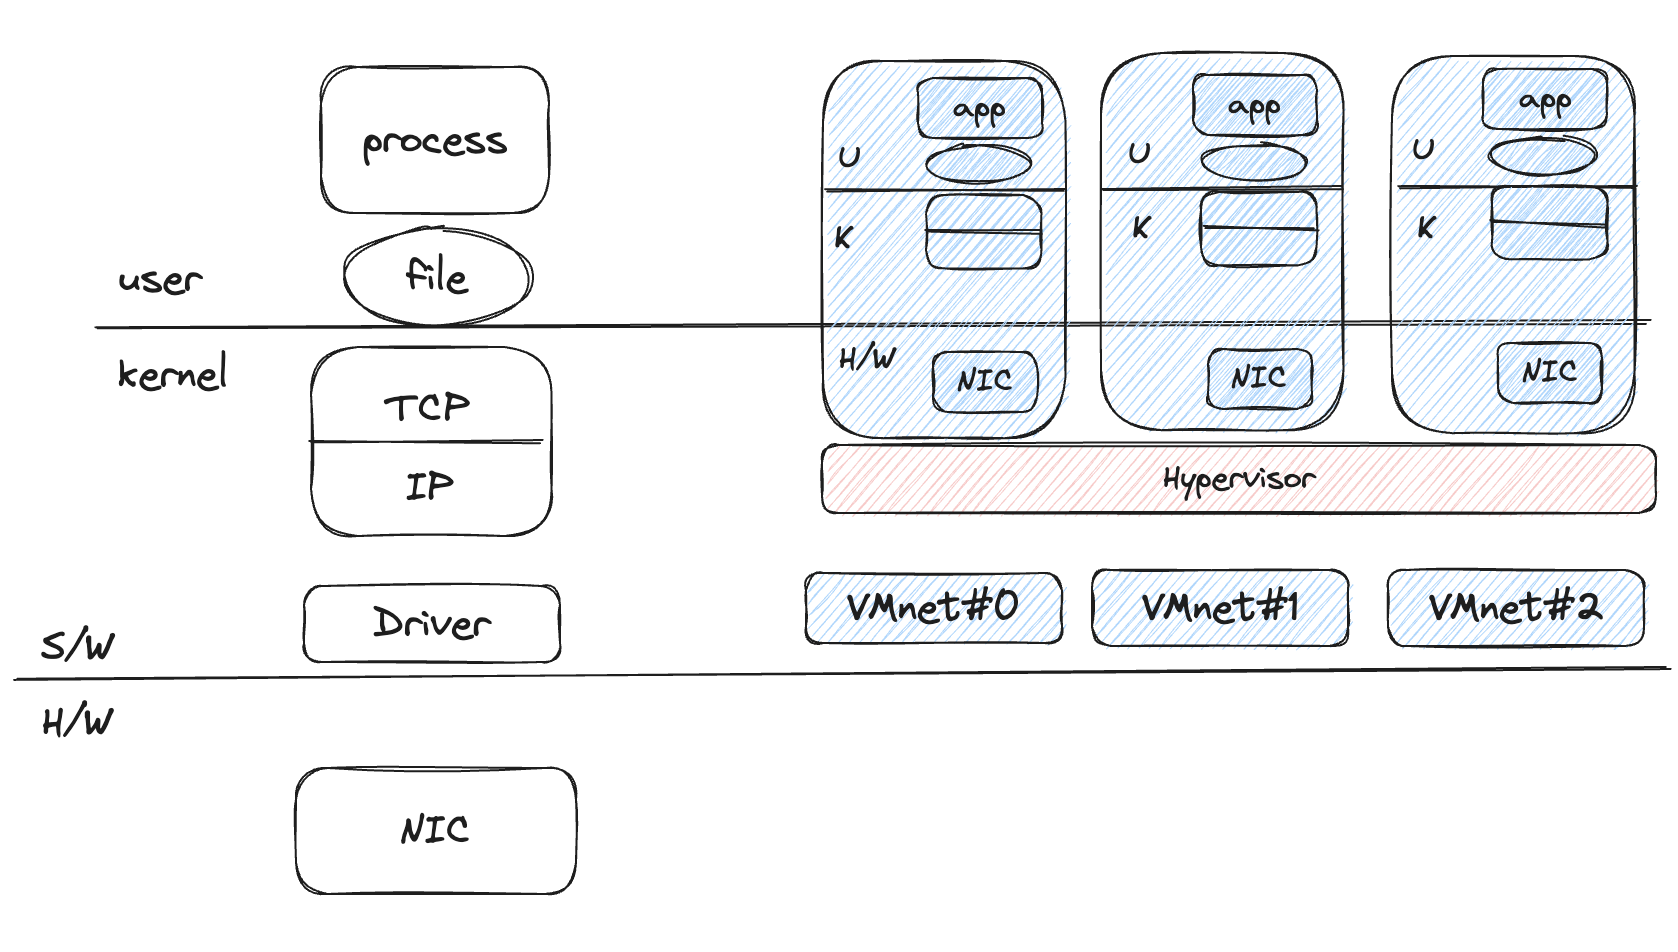 process
file
user
kernel
TCP
IP
Driver
S/W
H/W
NIC
app
U
K
H/W
NIC
app
U
K
NIC
app
U
K
NIC
Hypervisor
VMnet#0
VMnet#1
VMnet#2